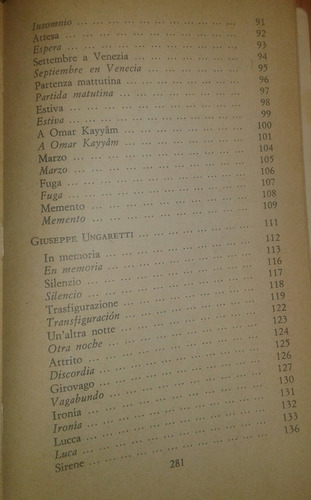 Insomnio ... ... ... ... ... ... ... ... 91
Attesa ... ... ... ... ... ... ... ... 92
Espera ... ... ... ... ... ... ... ... 93
Settembre a Venezia ... ... ... ... ... 94
Septiembre en Venecia ... ... ... ... ... 95
Partenza mattutina ... ... ... ... ... 96
Partida matutina ... ... ... ... ... ... 97
Estiva ... ... ... ... ... ... ... ... 98
Estiva ... ... ... ... ... ... ... ... 99
A Omar Kayyâm ... ... ... ... ... ... 100
A Omar Kayyâm ... ... ... ... ... ... 101
Marzo ... ... ... ... ... ... ... ... 104
Marzo ... ... ... ... ... ... ... ... 105
Fuga ... ... ... ... ... ... ... ... 106
Fuga ... ... ... ... ... ... ... ... 107
Memento ... ... ... ... ... ... ... 108
Memento ... ... ... ... ... ... ... 109
GIUSEPPE UNGARETTI ... ... ... ... ... 111
In memoria ... ... ... ... ... ... ... 112
En memoria ... ... ... ... ... ... ... 113
Silenzio ... ... ... ... ... ... ... 116
Silencio ... ... ... ... ... ... ... 117
Trasfigurazione ... ... ... ... ... ... 118
Transfiguración ... ... ... ... ... ... 119
Un'altra notte ... ... ... ... ... ... 122
Otra noche ... ... ... ... ... ... ... 123
Attrito ... ... ... ... ... ... ... 124
Discordia ... ... ... ... ... ... ... 125
Girovago ... ... ... ... ... ... ... 126
Vagabundo ... ... ... ... ... ... ... 127
Ironia ... ... ... ... ... ... ... 130
Ironía ... ... ... ... ... ... ... 131
Lucca ... ... ... ... ... ... ... 132
Luca ... ... ... ... ... ... ... 133
Sirene ... ... ... ... ... ... ... 136
281